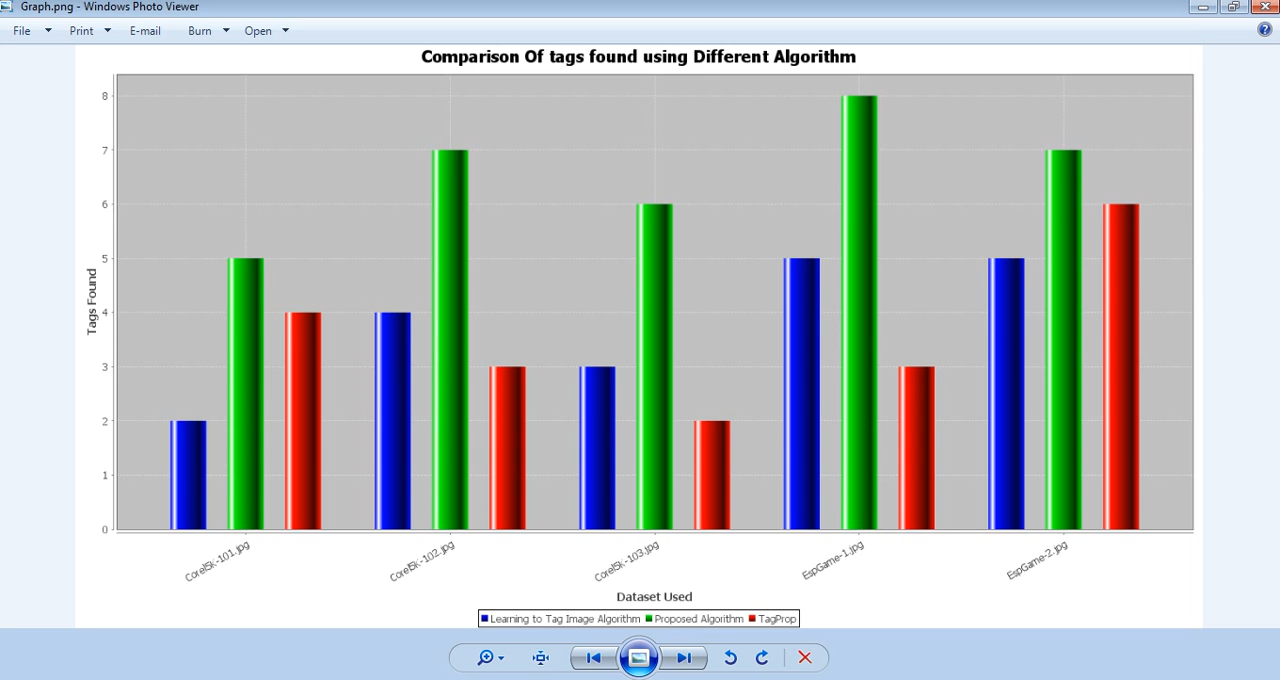 Graph.png - Windows Photo Viewer
File Print E-mail Burn Open
Comparison Of tags found using Different Algorithm
8
7
6
5
4
3
2
1
0
Tags Found
Corel5k-101.jpg Corel5k-102.jpg Corel5k-103.jpg EspGame-1.jpg EspGame-2.jpg
Dataset Used
Learning to Tag Image Algorithm Proposed Algorithm TagProp